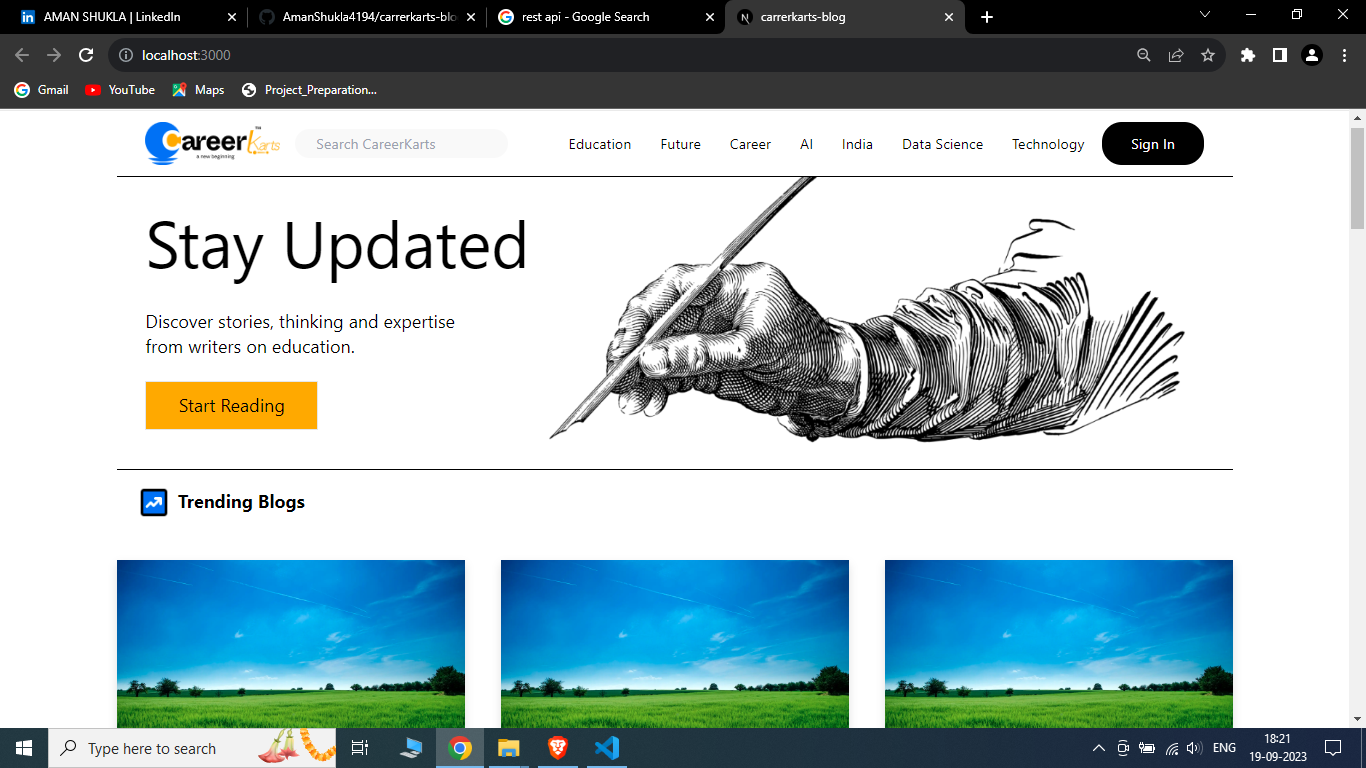 AMAN SHUKLA | LinkedIn
AmanShukla4194/carrerkarts-blo
rest api - Google Search
carrerkarts-blog
localhost:3000
Gmail
YouTube
Maps
Project_Preparation...
CareerKarts
TM
a new beginning
Search CareerKarts
Education
Future
Career
AI
India
Data Science
Technology
Sign In
Stay Updated
Discover stories, thinking and expertise
from writers on education.
Start Reading
Trending Blogs
Type here to search
ENG
18:21
19-09-2023